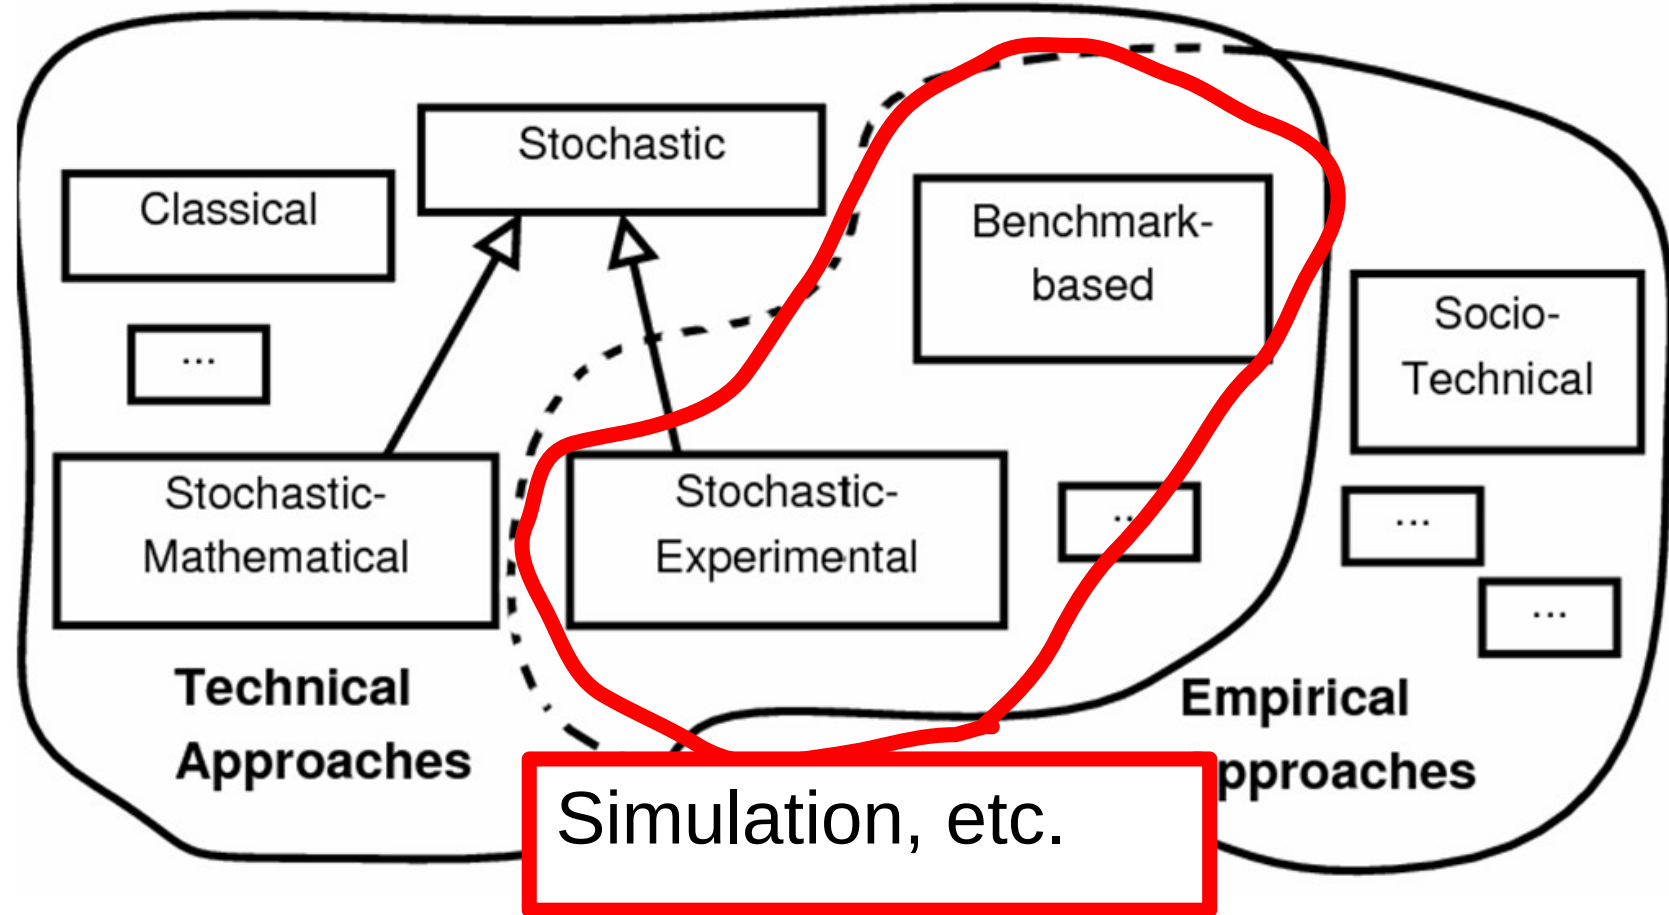 Stochastic
Classical
Benchmark-
based
...
Socio-
Technical
Stochastic-
Mathematical
Stochastic-
Experimental
...
...
...
Technical
Approaches
Empirical
pproaches
Simulation, etc.